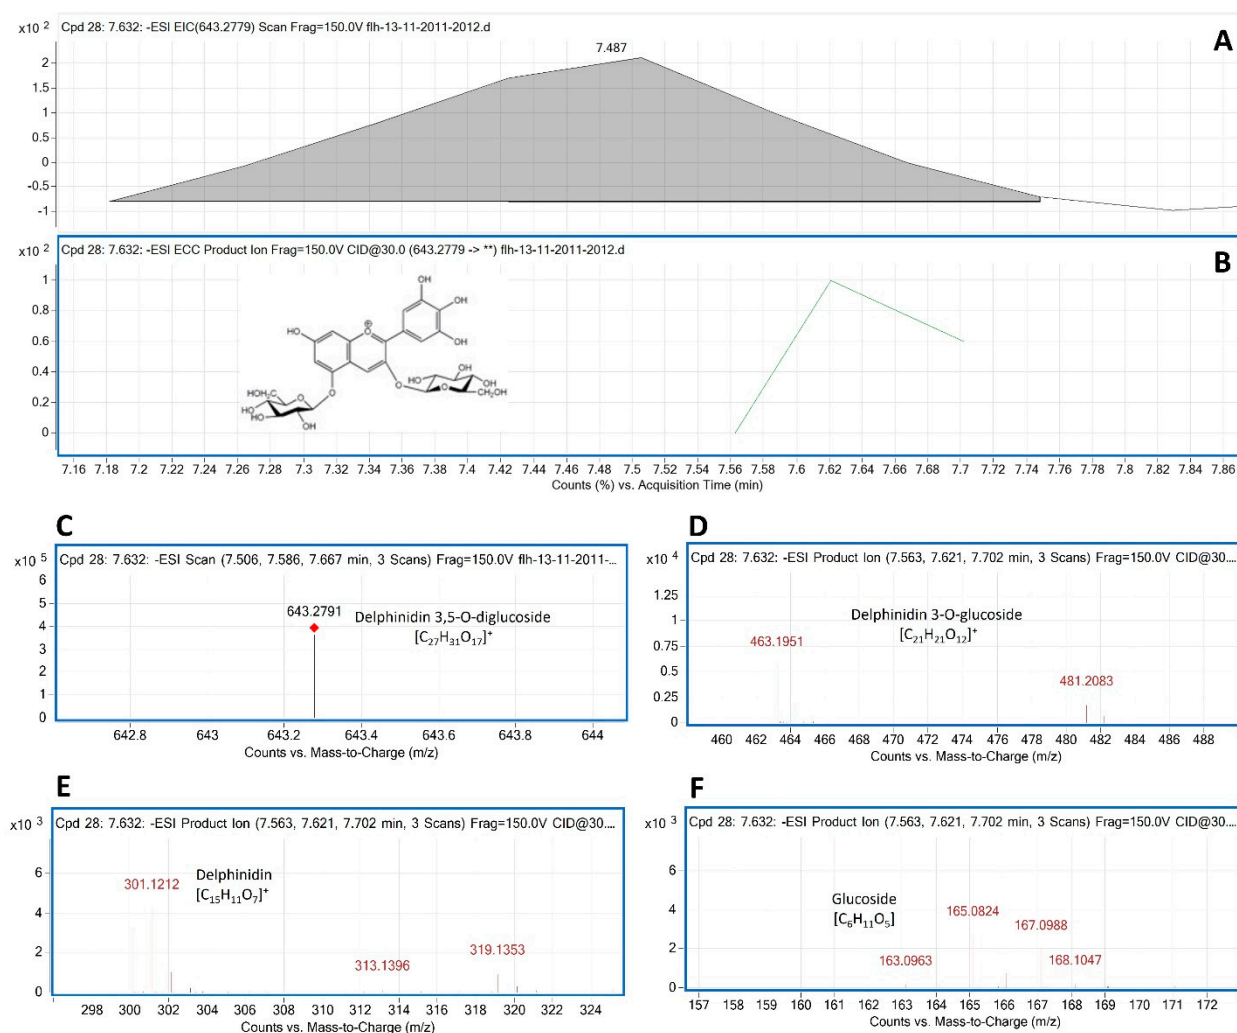 Cpd 28: 7.632: -ESI EIC(643.2779) Scan Frag=150.0V flh-13-11-2011-2012.d
A
x10 2
7.487
2
1.5
1
0.5
0
-0.5
-1
Cpd 28: 7.632: -ESI ECC Product Ion Frag=150.0V CID@30.0 (643.2779 -> **) flh-13-11-2011-2012.d
B
x10 2
1
0.8
0.6
0.4
0.2
0
OH
OH
OH
HO
O
⊕
O
O
HO
HO
OH
OH
O
CH₂OH
HOH₂C
O
HO
HO
OH
7.16 7.18 7.2 7.22 7.24 7.26 7.28 7.3 7.32 7.34 7.36 7.38 7.4 7.42 7.44 7.46 7.48 7.5 7.52 7.54 7.56 7.58 7.6 7.62 7.64 7.66 7.68 7.7 7.72 7.74 7.76 7.78 7.8 7.82 7.84 7.86
Counts (%) vs. Acquisition Time (min)
C
x10 5
Cpd 28: 7.632: -ESI Scan (7.506, 7.586, 7.667 min, 3 Scans) Frag=150.0V flh-13-11-2011-...
6
5
4
3
2
1
0
643.2791
Delphinidin 3,5-O-diglucoside
[C₂₇H₃₁O₁₇]⁺
642.8 643 643.2 643.4 643.6 643.8 644
Counts vs. Mass-to-Charge (m/z)
D
x10 4
Cpd 28: 7.632: -ESI Product Ion (7.563, 7.621, 7.702 min, 3 Scans) Frag=150.0V CID@30....
1.25
1
0.75
0.5
0.25
0
Delphinidin 3-O-glucoside
[C₂₁H₂₁O₁₂]⁺
463.1951
481.2083
460 462 464 466 468 470 472 474 476 478 480 482 484 486 488
Counts vs. Mass-to-Charge (m/z)
E
x10 3
Cpd 28: 7.632: -ESI Product Ion (7.563, 7.621, 7.702 min, 3 Scans) Frag=150.0V CID@30....
6
4
2
0
Delphinidin
[C₁₅H₁₁O₇]⁺
301.1212
313.1396
319.1353
298 300 302 304 306 308 310 312 314 316 318 320 322 324
Counts vs. Mass-to-Charge (m/z)
F
x10 3
Cpd 28: 7.632: -ESI Product Ion (7.563, 7.621, 7.702 min, 3 Scans) Frag=150.0V CID@30....
6
4
2
0
Glucoside
[C₆H₁₁O₅]
165.0824
167.0988
163.0963
168.1047
157 158 159 160 162 163 164 165 166 167 168 169 170 171 172
Counts vs. Mass-to-Charge (m/z)